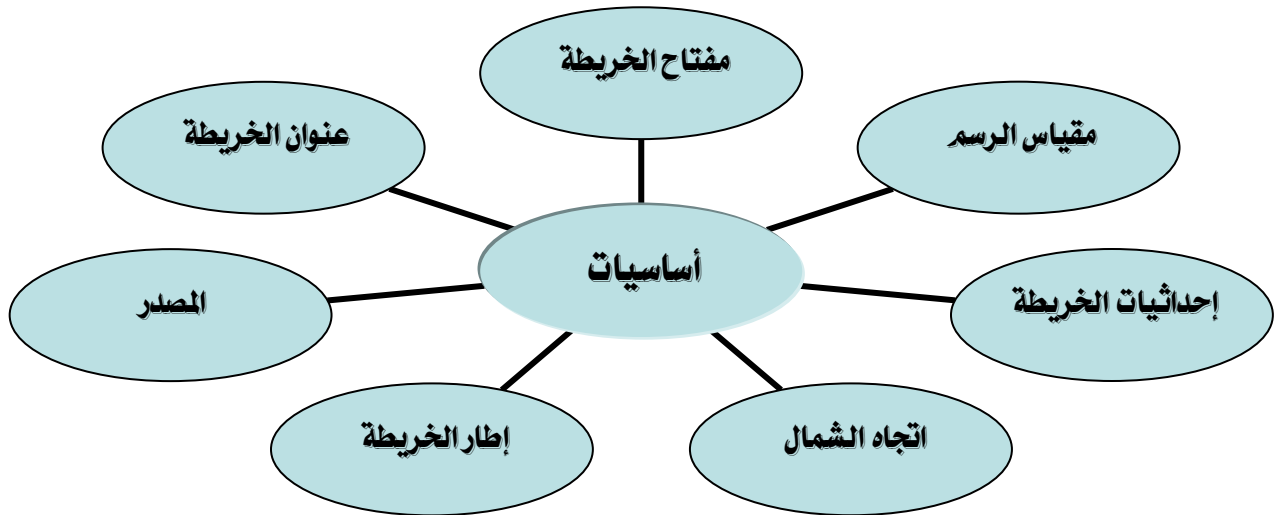 مفتاح الخريطة
مقياس الرسم
عنوان الخريطة
أساسيات
إحداثيات الخريطة
المصدر
اتجاه الشمال
إطار الخريطة